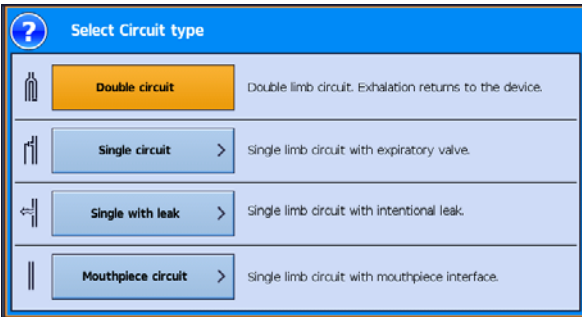 ?
Select Circuit type
Double circuit
Double limb circuit. Exhalation returns to the device.
Single circuit
Single limb circuit with expiratory valve.
Single with leak
Single limb circuit with intentional leak.
Mouthpiece circuit
Single limb circuit with mouthpiece interface.